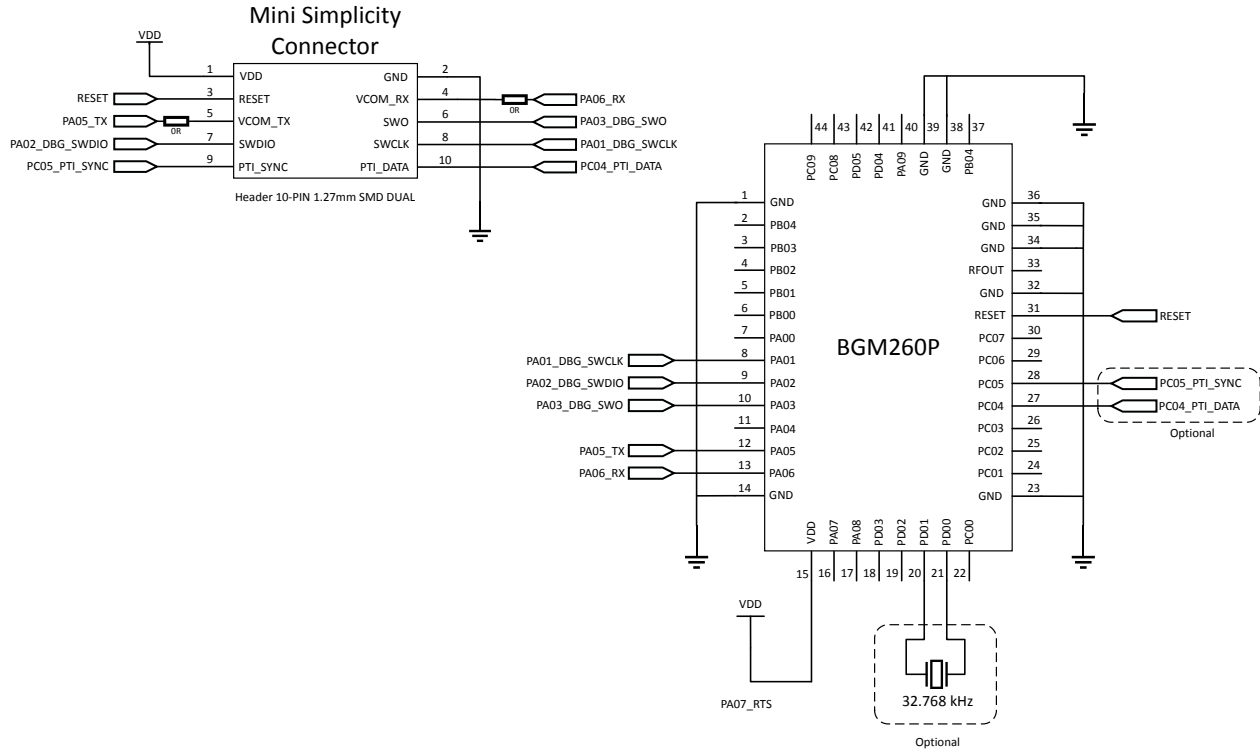 Mini Simplicity
Connector
VDD
1 VDD GND 2
RESET 3 RESET VCOM_RX 4 0R PA06_RX
PA05_TX 0R 5 VCOM_TX SWO 6 PA03_DBG_SWO
PA02_DBG_SWDIO 7 SWDIO SWCLK 8 PA01_DBG_SWCLK
PC05_PTI_SYNC 9 PTI_SYNC PTI_DATA 10 PC04_PTI_DATA
Header 10-PIN 1.27mm SMD DUAL
44 43 42 41 40 39 38 37
PC09 PC08 PD05 PD04 PA09 GND GND PB04
1 GND GND 36
2 PB04 GND 35
3 PB03 GND 34
4 PB02 RFOUT 33
5 PB01 GND 32
6 PB00 RESET 31 RESET
7 PA00 PC07 30
BGM260P
PA01_DBG_SWCLK 8 PA01 PC06 29
PA02_DBG_SWDIO 9 PA02 PC05 28 PC05_PTI_SYNC
PA03_DBG_SWO 10 PA03 PC04 27 PC04_PTI_DATA
11 PA04 PC03 26
Optional
PA05_TX 12 PA05 PC02 25
PA06_RX 13 PA06 PC01 24
14 GND GND 23
VDD PA07 PA08 PD03 PD02 PD01 PD00 PC00
15 16 17 18 19 20 21 22
VDD
32.768 kHz
PA07_RTS
Optional